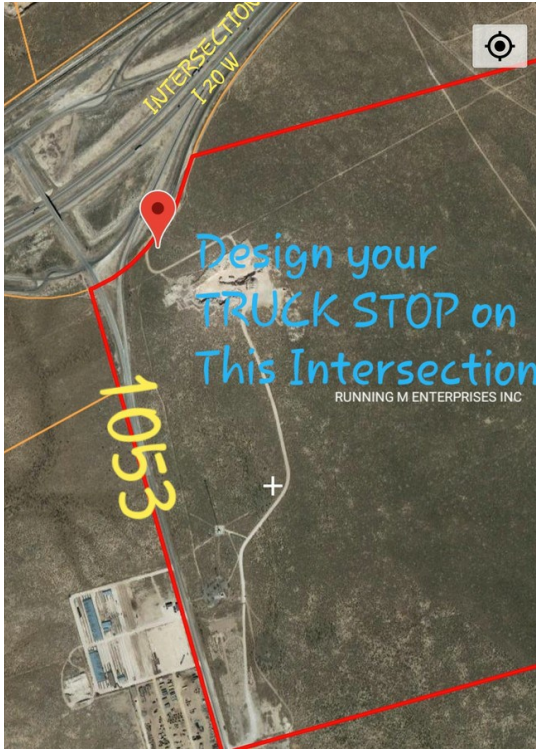 INTERSECTION
I 20 W
Design your
TRUCK STOP on
This Intersection
RUNNING M ENTERPRISES INC
1053